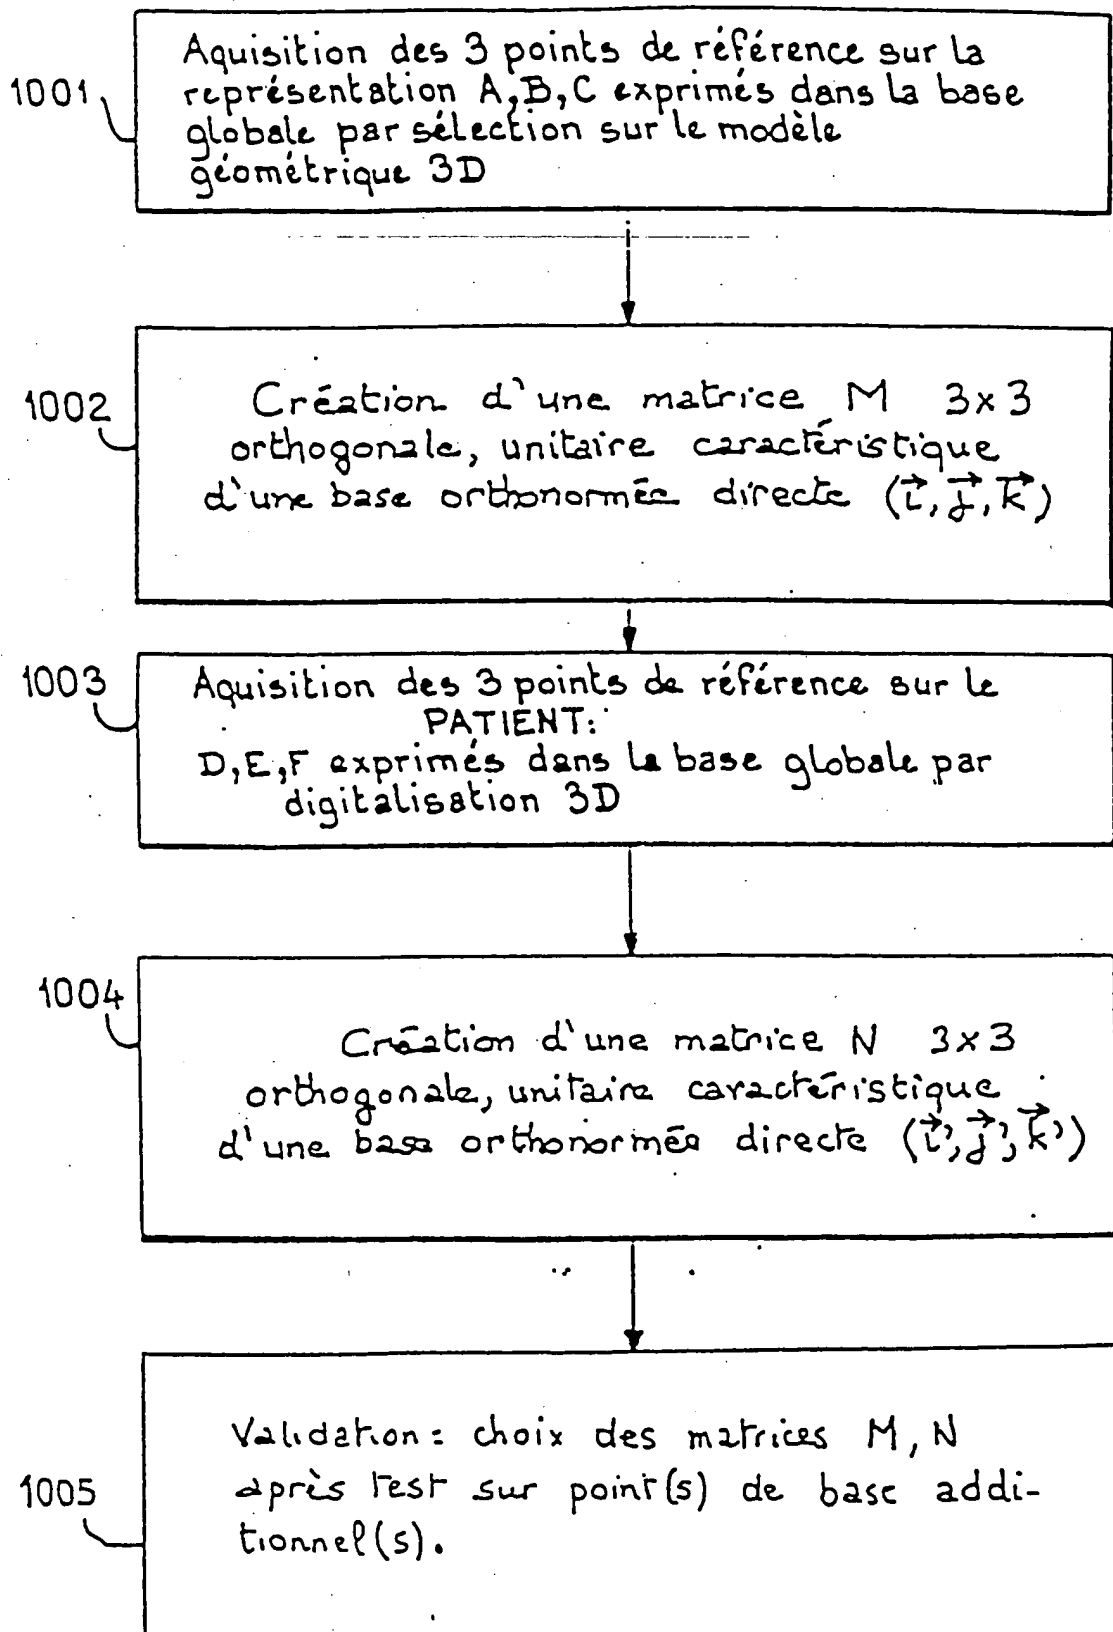 1001
Aquisition des 3 points de référence sur la
représentation A,B,C exprimés dans la base
globale par sélection sur le modèle
géométrique 3D
1002
Création d'une matrice M 3x3
orthogonale, unitaire caractéristique
d'une base orthonormée directe (i⃗, j⃗, k⃗)
1003
Aquisition des 3 points de référence sur le
PATIENT:
D,E,F exprimés dans la base globale par
digitalisation 3D
1004
Création d'une matrice N 3x3
orthogonale, unitaire caractéristique
d'une base orthonormée directe (i⃗', j⃗', k⃗')
1005
Validation: choix des matrices M, N
après test sur point(s) de base addi-
tionnel(s).